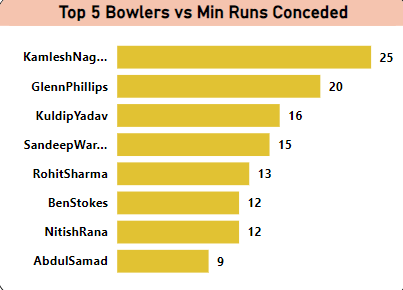 Top 5 Bowlers vs Min Runs Conceded
KamleshNag... 25
GlennPhillips 20
KuldipYadav 16
SandeepWar... 15
RohitSharma 13
BenStokes 12
NitishRana 12
AbdulSamad 9